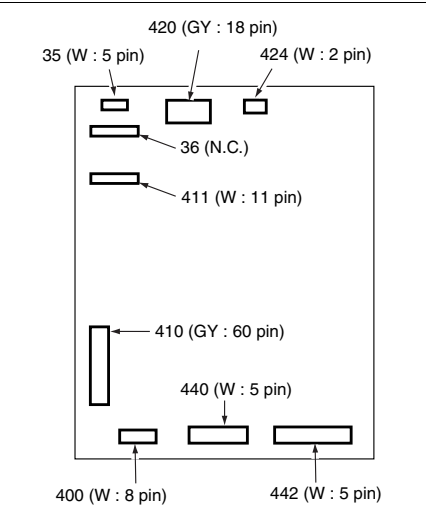 420 (GY : 18 pin)
35 (W : 5 pin)
424 (W : 2 pin)
36 (N.C.)
411 (W : 11 pin)
410 (GY : 60 pin)
440 (W : 5 pin)
400 (W : 8 pin)
442 (W : 5 pin)